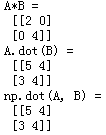 A*B =
 [[2 0]
 [0 4]]
A.dot(B) =
 [[5 4]
 [3 4]]
np.dot(A, B) =
 [[5 4]
 [3 4]]